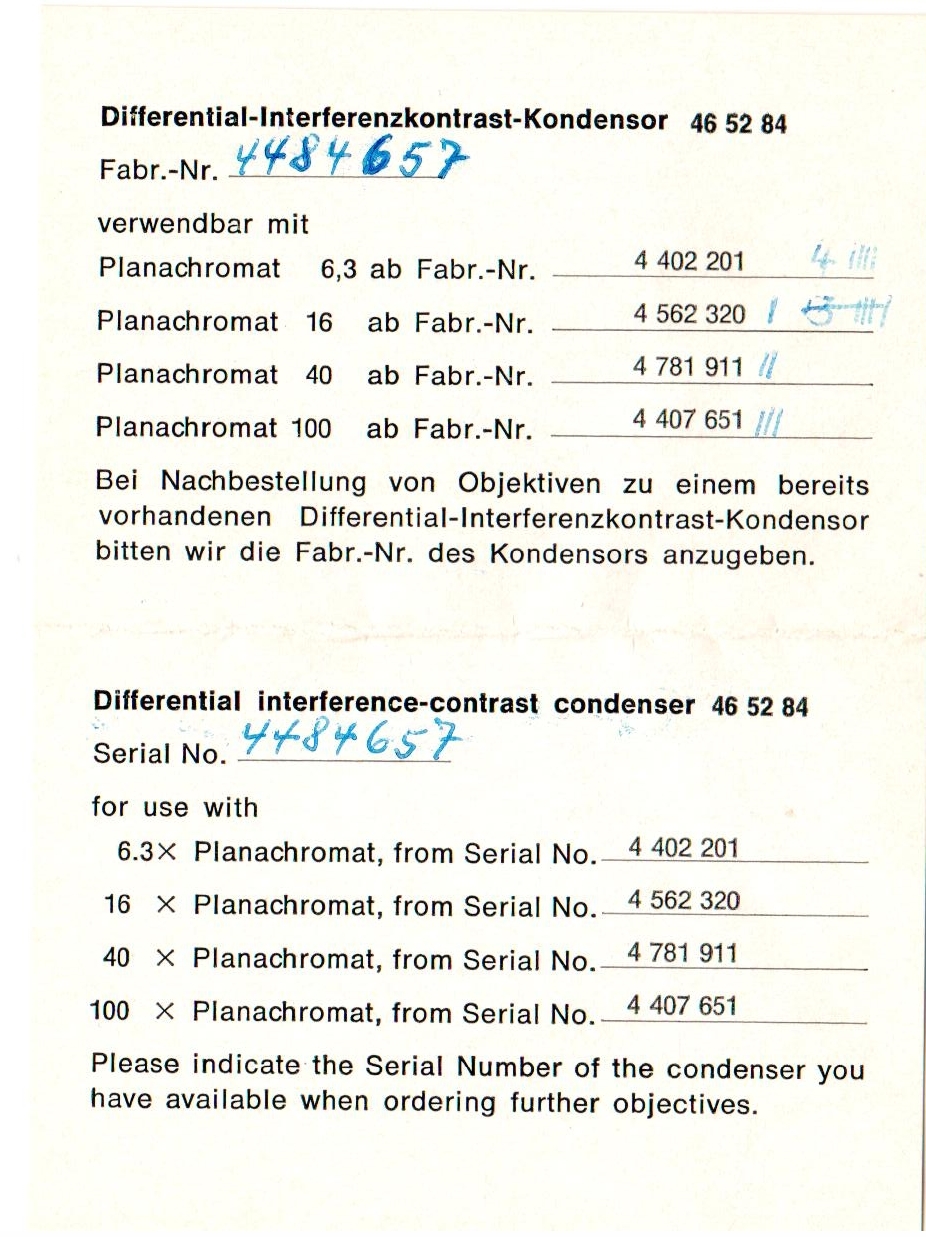 Differential-Interferenzkontrast-Kondensor 46 52 84
Fabr.-Nr. 4484657
verwendbar mit
Planachromat 6,3 ab Fabr.-Nr. 4 402 201 4 ////
Planachromat 16 ab Fabr.-Nr. 4 562 320 /
Planachromat 40 ab Fabr.-Nr. 4 781 911 //
Planachromat 100 ab Fabr.-Nr. 4 407 651 ///
Bei Nachbestellung von Objektiven zu einem bereits
vorhandenen Differential-Interferenzkontrast-Kondensor
bitten wir die Fabr.-Nr. des Kondensors anzugeben.
Differential interference-contrast condenser 46 52 84
Serial No. 4484657
for use with
6.3× Planachromat, from Serial No. 4 402 201
16 × Planachromat, from Serial No. 4 562 320
40 × Planachromat, from Serial No. 4 781 911
100 × Planachromat, from Serial No. 4 407 651
Please indicate the Serial Number of the condenser you
have available when ordering further objectives.